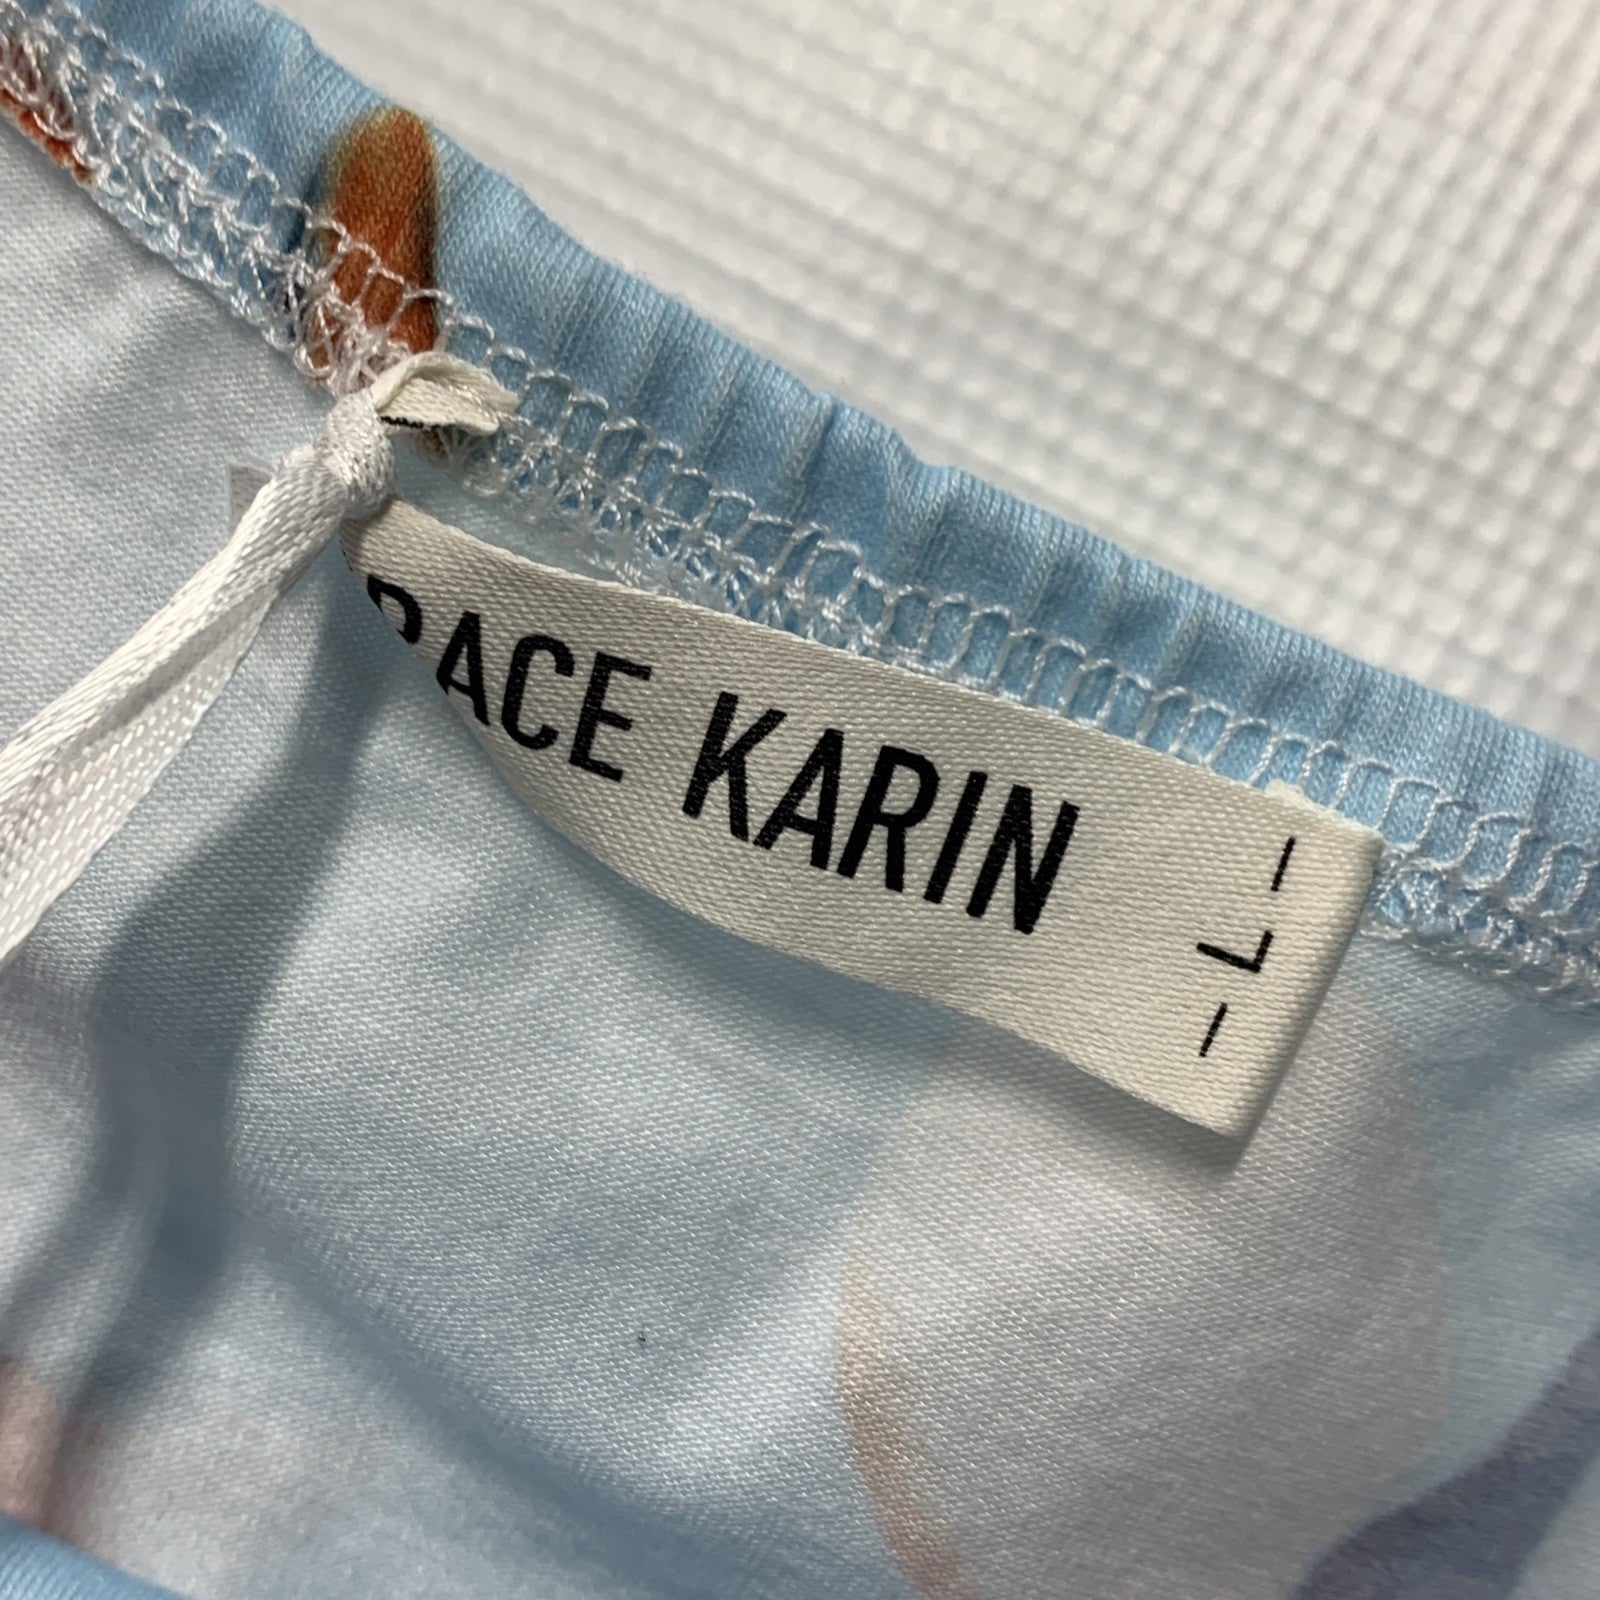 RACE KARIN
- L -